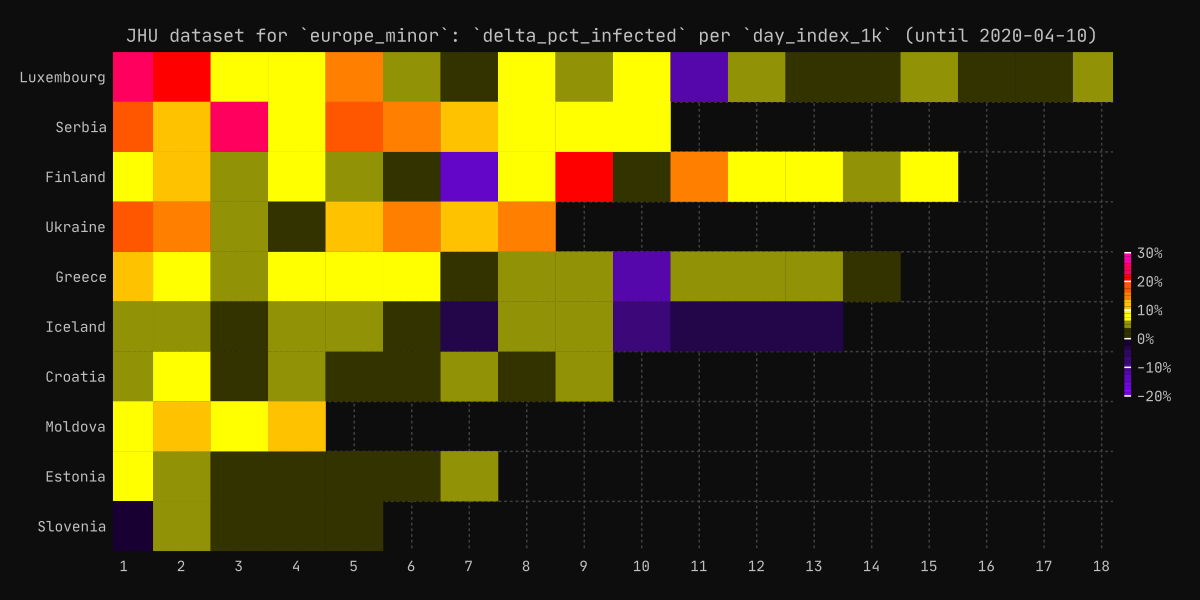 JHU dataset for `europe_minor`: `delta_pct_infected` per `day_index_1k` (until 2020-04-10)
Luxembourg
Serbia
Finland
Ukraine
Greece
Iceland
Croatia
Moldova
Estonia
Slovenia
30%
20%
10%
0%
-10%
-20%
1 2 3 4 5 6 7 8 9 10 11 12 13 14 15 16 17 18